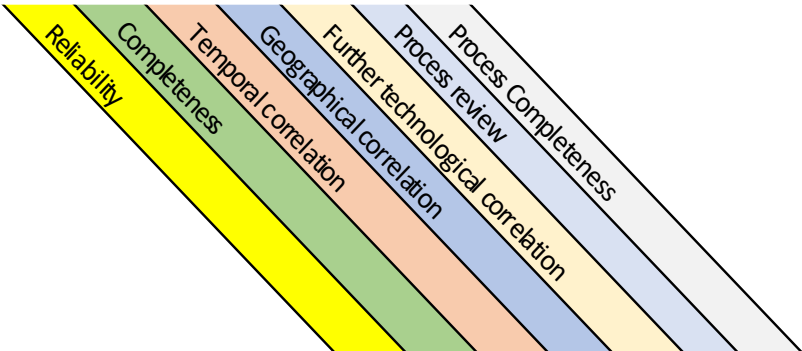 Reliability
Completeness
Temporal correlation
Geographical correlation
Further technological correlation
Process review
Process Completeness